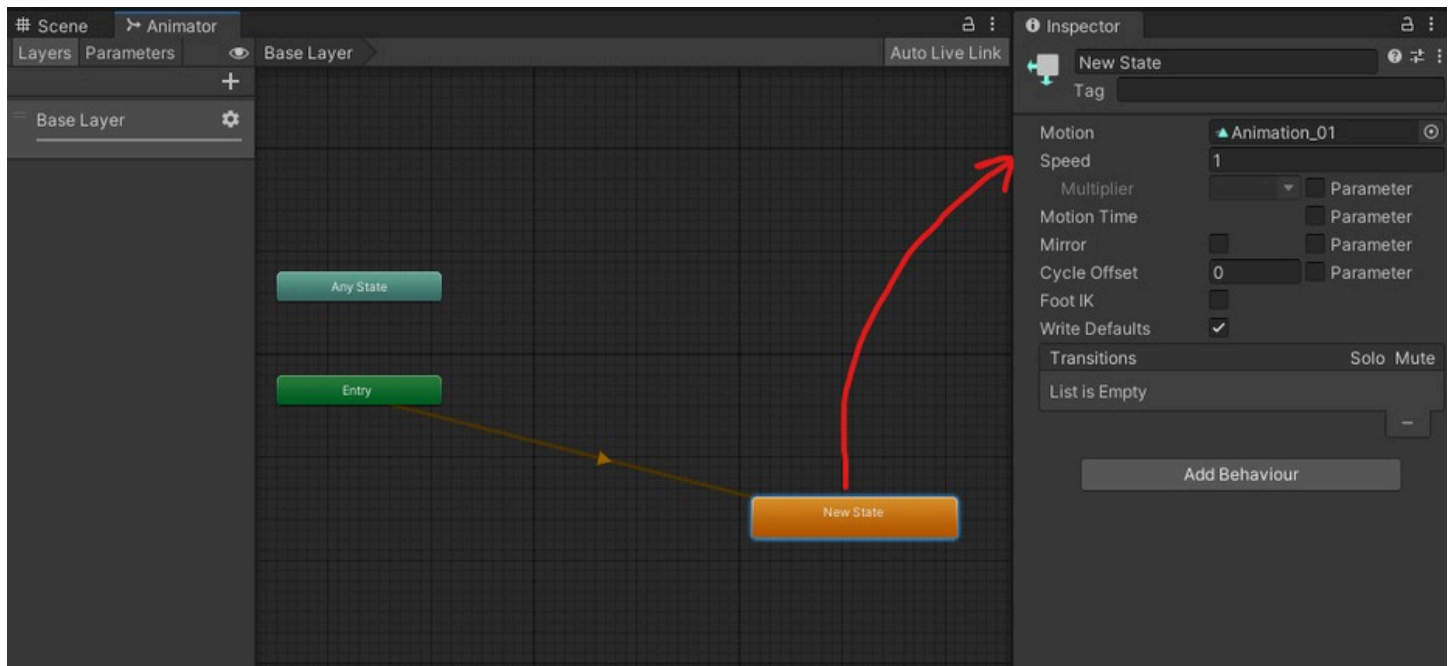 Scene
Animator
Layers Parameters
Base Layer
Auto Live Link
Base Layer
Any State
Entry
New State
Inspector
New State
Tag
Motion Animation_01
Speed 1
Multiplier Parameter
Motion Time Parameter
Mirror Parameter
Cycle Offset 0 Parameter
Foot IK
Write Defaults
Transitions Solo Mute
List is Empty
Add Behaviour